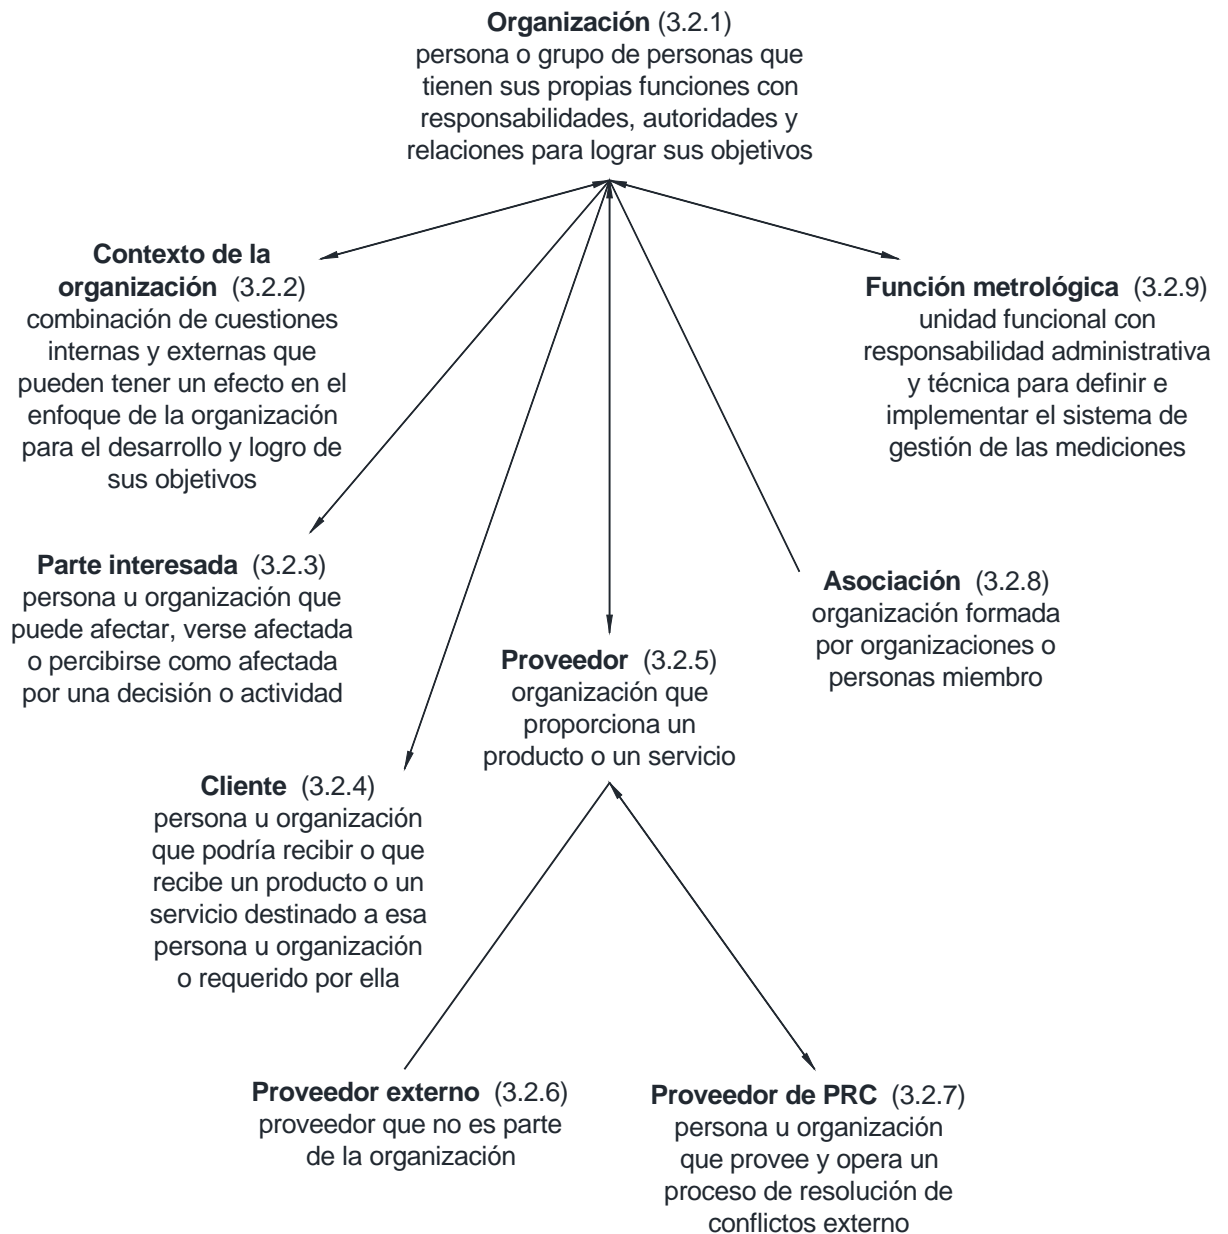 Organización (3.2.1)
persona o grupo de personas que
tienen sus propias funciones con
responsabilidades, autoridades y
relaciones para lograr sus objetivos
Contexto de la
organización (3.2.2)
combinación de cuestiones
internas y externas que
pueden tener un efecto en el
enfoque de la organización
para el desarrollo y logro de
sus objetivos
Función metrológica (3.2.9)
unidad funcional con
responsabilidad administrativa
y técnica para definir e
implementar el sistema de
gestión de las mediciones
Parte interesada (3.2.3)
persona u organización que
puede afectar, verse afectada
o percibirse como afectada
por una decisión o actividad
Asociación (3.2.8)
organización formada
por organizaciones o
personas miembro
Proveedor (3.2.5)
organización que
proporciona un
producto o un servicio
Cliente (3.2.4)
persona u organización
que podría recibir o que
recibe un producto o un
servicio destinado a esa
persona u organización
o requerido por ella
Proveedor externo (3.2.6)
proveedor que no es parte
de la organización
Proveedor de PRC (3.2.7)
persona u organización
que provee y opera un
proceso de resolución de
conflictos externo